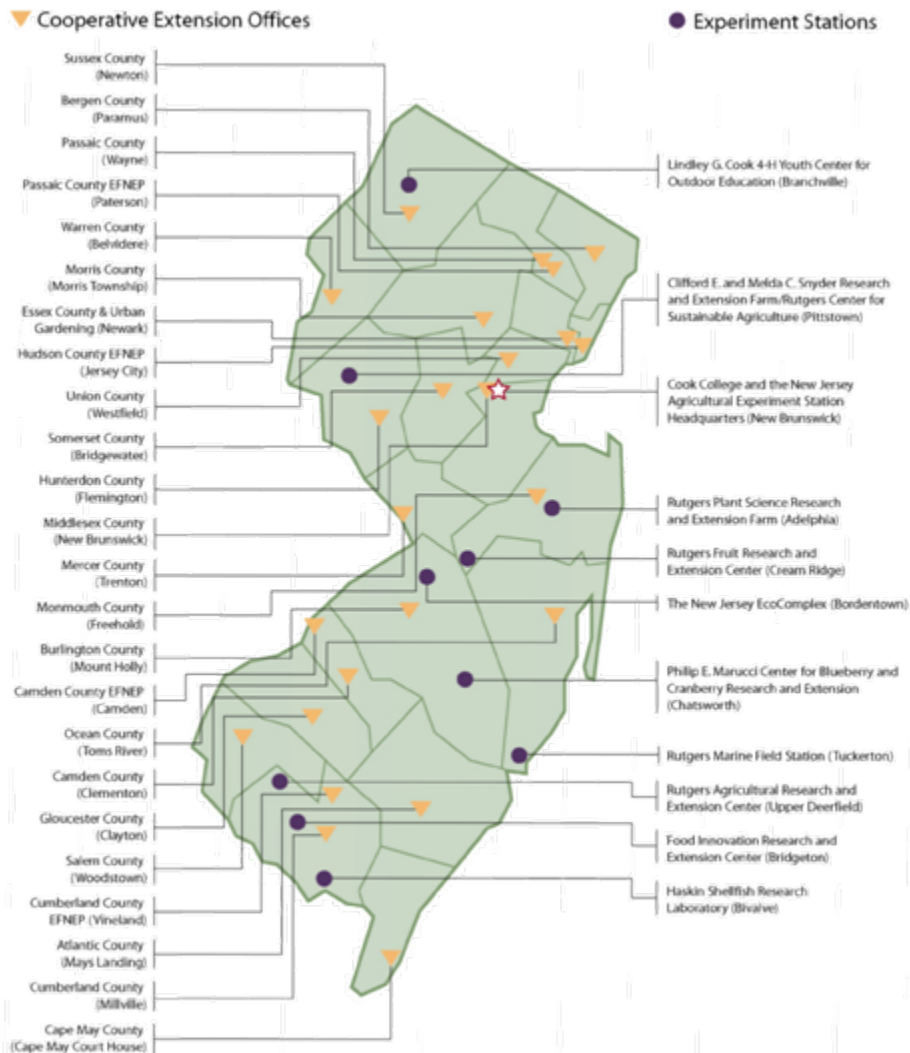 Cooperative Extension Offices
Experiment Stations
Sussex County
(Newton)
Bergen County
(Paramus)
Passaic County
(Wayne)
Passaic County EFNEP
(Paterson)
Warren County
(Belvidere)
Morris County
(Morris Township)
Essex County & Urban
Gardening (Newark)
Hudson County EFNEP
(Jersey City)
Union County
(Westfield)
Somerset County
(Bridgewater)
Hunterdon County
(Flemington)
Middlesex County
(New Brunswick)
Mercer County
(Trenton)
Monmouth County
(Freehold)
Burlington County
(Mount Holly)
Camden County EFNEP
(Camden)
Ocean County
(Toms River)
Camden County
(Clementon)
Gloucester County
(Clayton)
Salem County
(Woodstown)
Cumberland County
EFNEP (Vineland)
Atlantic County
(Mays Landing)
Cumberland County
(Millville)
Cape May County
(Cape May Court House)
Lindley G. Cook 4-H Youth Center for
Outdoor Education (Branchville)
Clifford E. and Melda C. Snyder Research
and Extension Farm/Rutgers Center for
Sustainable Agriculture (Pittstown)
Cook College and the New Jersey
Agricultural Experiment Station
Headquarters (New Brunswick)
Rutgers Plant Science Research
and Extension Farm (Adelphia)
Rutgers Fruit Research and
Extension Center (Cream Ridge)
The New Jersey EcoComplex (Bordentown)
Philip E. Marucci Center for Blueberry and
Cranberry Research and Extension
(Chatsworth)
Rutgers Marine Field Station (Tuckerton)
Rutgers Agricultural Research and
Extension Center (Upper Deerfield)
Food Innovation Research and
Extension Center (Bridgeton)
Haskin Shellfish Research
Laboratory (Bivalve)